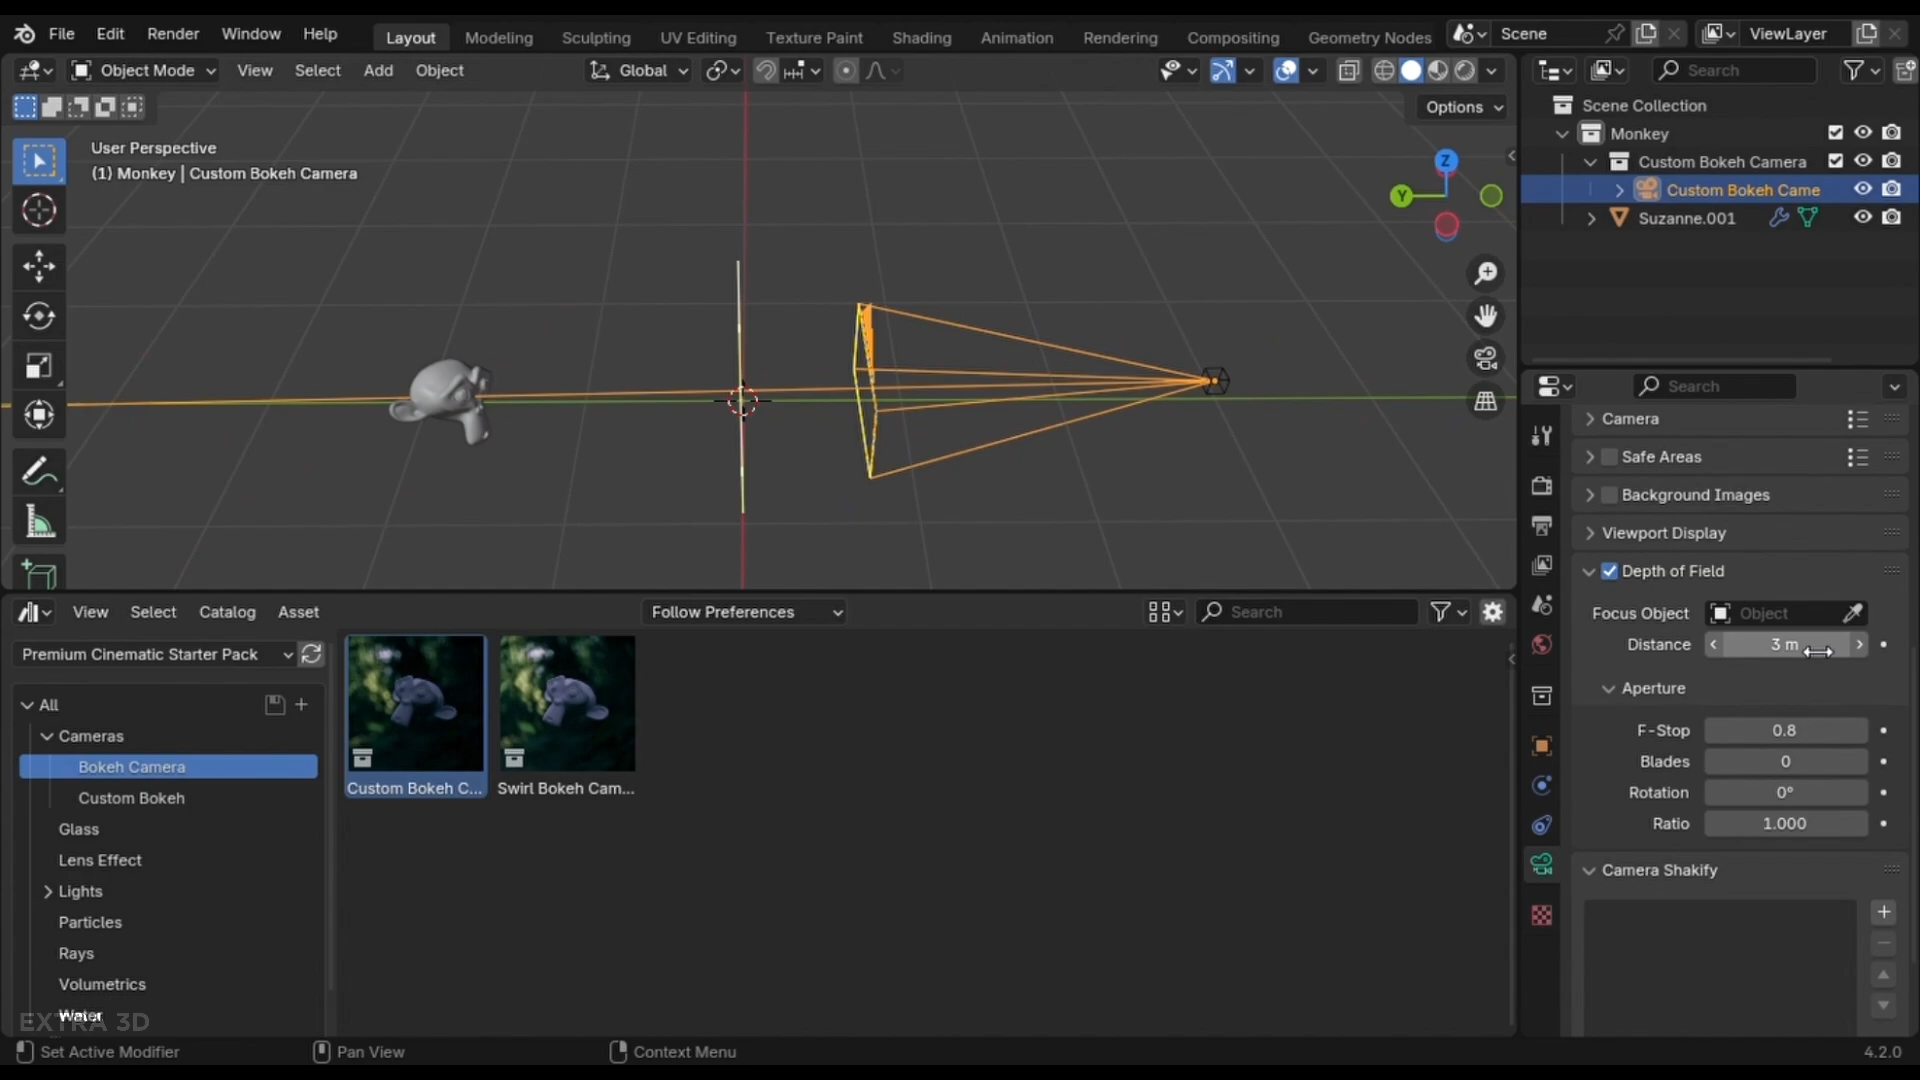 File Edit Render Window Help Layout Modeling Sculpting UV Editing Texture Paint Shading Animation Rendering Compositing Geometry Nodes Scene ViewLayer
Object Mode View Select Add Object Global Search
Options
User Perspective
(1) Monkey | Custom Bokeh Camera
Z
Y
Scene Collection
Monkey
Custom Bokeh Camera
Custom Bokeh Came
Suzanne.001
Search
Camera
Safe Areas
Background Images
Viewport Display
Depth of Field
Focus Object Object
Distance 3 m
Aperture
F-Stop 0.8
Blades 0
Rotation 0°
Ratio 1.000
Camera Shakify
View Select Catalog Asset Follow Preferences Search
Premium Cinematic Starter Pack
All
Cameras
Bokeh Camera
Custom Bokeh
Glass
Lens Effect
Lights
Particles
Rays
Volumetrics
Water
EXTRA 3D
Custom Bokeh C...
Swirl Bokeh Cam...
Set Active Modifier Pan View Context Menu 4.2.0